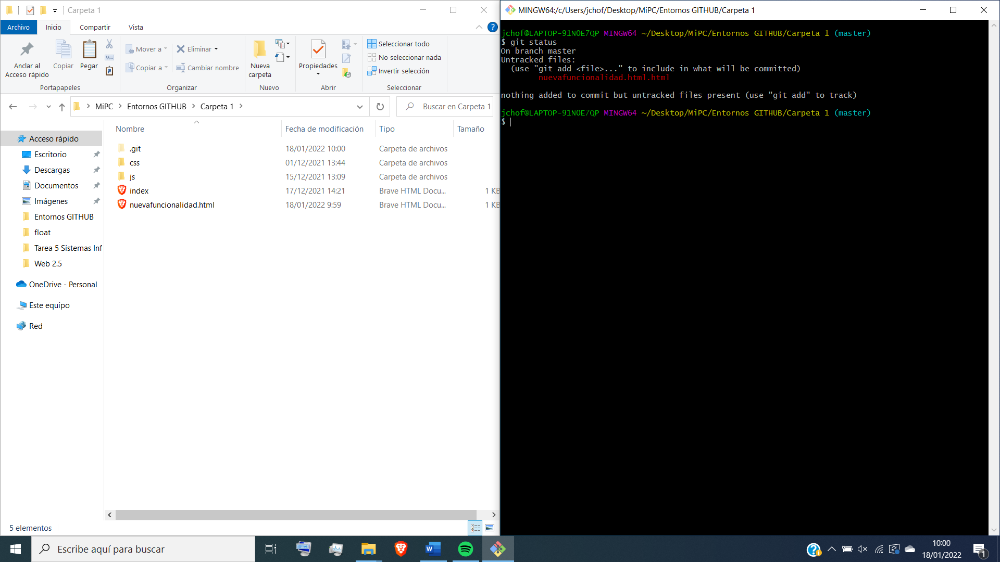 Carpeta 1
Archivo Inicio Compartir Vista
Anclar al Acceso rápido
Copiar
Pegar
Portapapeles
Mover a
Copiar a
Eliminar
Cambiar nombre
Organizar
Nueva carpeta
Nuevo
Propiedades
Abrir
Seleccionar todo
No seleccionar nada
Invertir selección
Seleccionar
MiPC Entornos GITHUB Carpeta 1
Buscar en Carpeta 1
Acceso rápido
Escritorio
Descargas
Documentos
Imágenes
Entornos GITHUB
float
Tarea 5 Sistemas Inf
Web 2.5
OneDrive - Personal
Este equipo
Red
Nombre Fecha de modificación Tipo Tamaño
.git 18/01/2022 10:00 Carpeta de archivos
css 01/12/2021 13:44 Carpeta de archivos
js 15/12/2021 13:09 Carpeta de archivos
index 17/12/2021 14:21 Brave HTML Docu... 1 KB
nuevafuncionalidad.html 18/01/2022 9:59 Brave HTML Docu... 1 KB
5 elementos
MINGW64:/c/Users/jchof/Desktop/MiPC/Entornos GITHUB/Carpeta 1
jchof@LAPTOP-91N0E7QP MINGW64 ~/Desktop/MiPC/Entornos GITHUB/Carpeta 1 (master)
$ git status
On branch master
Untracked files:
(use "git add <file>..." to include in what will be committed)
nuevafuncionalidad.html.html
nothing added to commit but untracked files present (use "git add" to track)
jchof@LAPTOP-91N0E7QP MINGW64 ~/Desktop/MiPC/Entornos GITHUB/Carpeta 1 (master)
$
Escribe aquí para buscar
10:00
18/01/2022
1